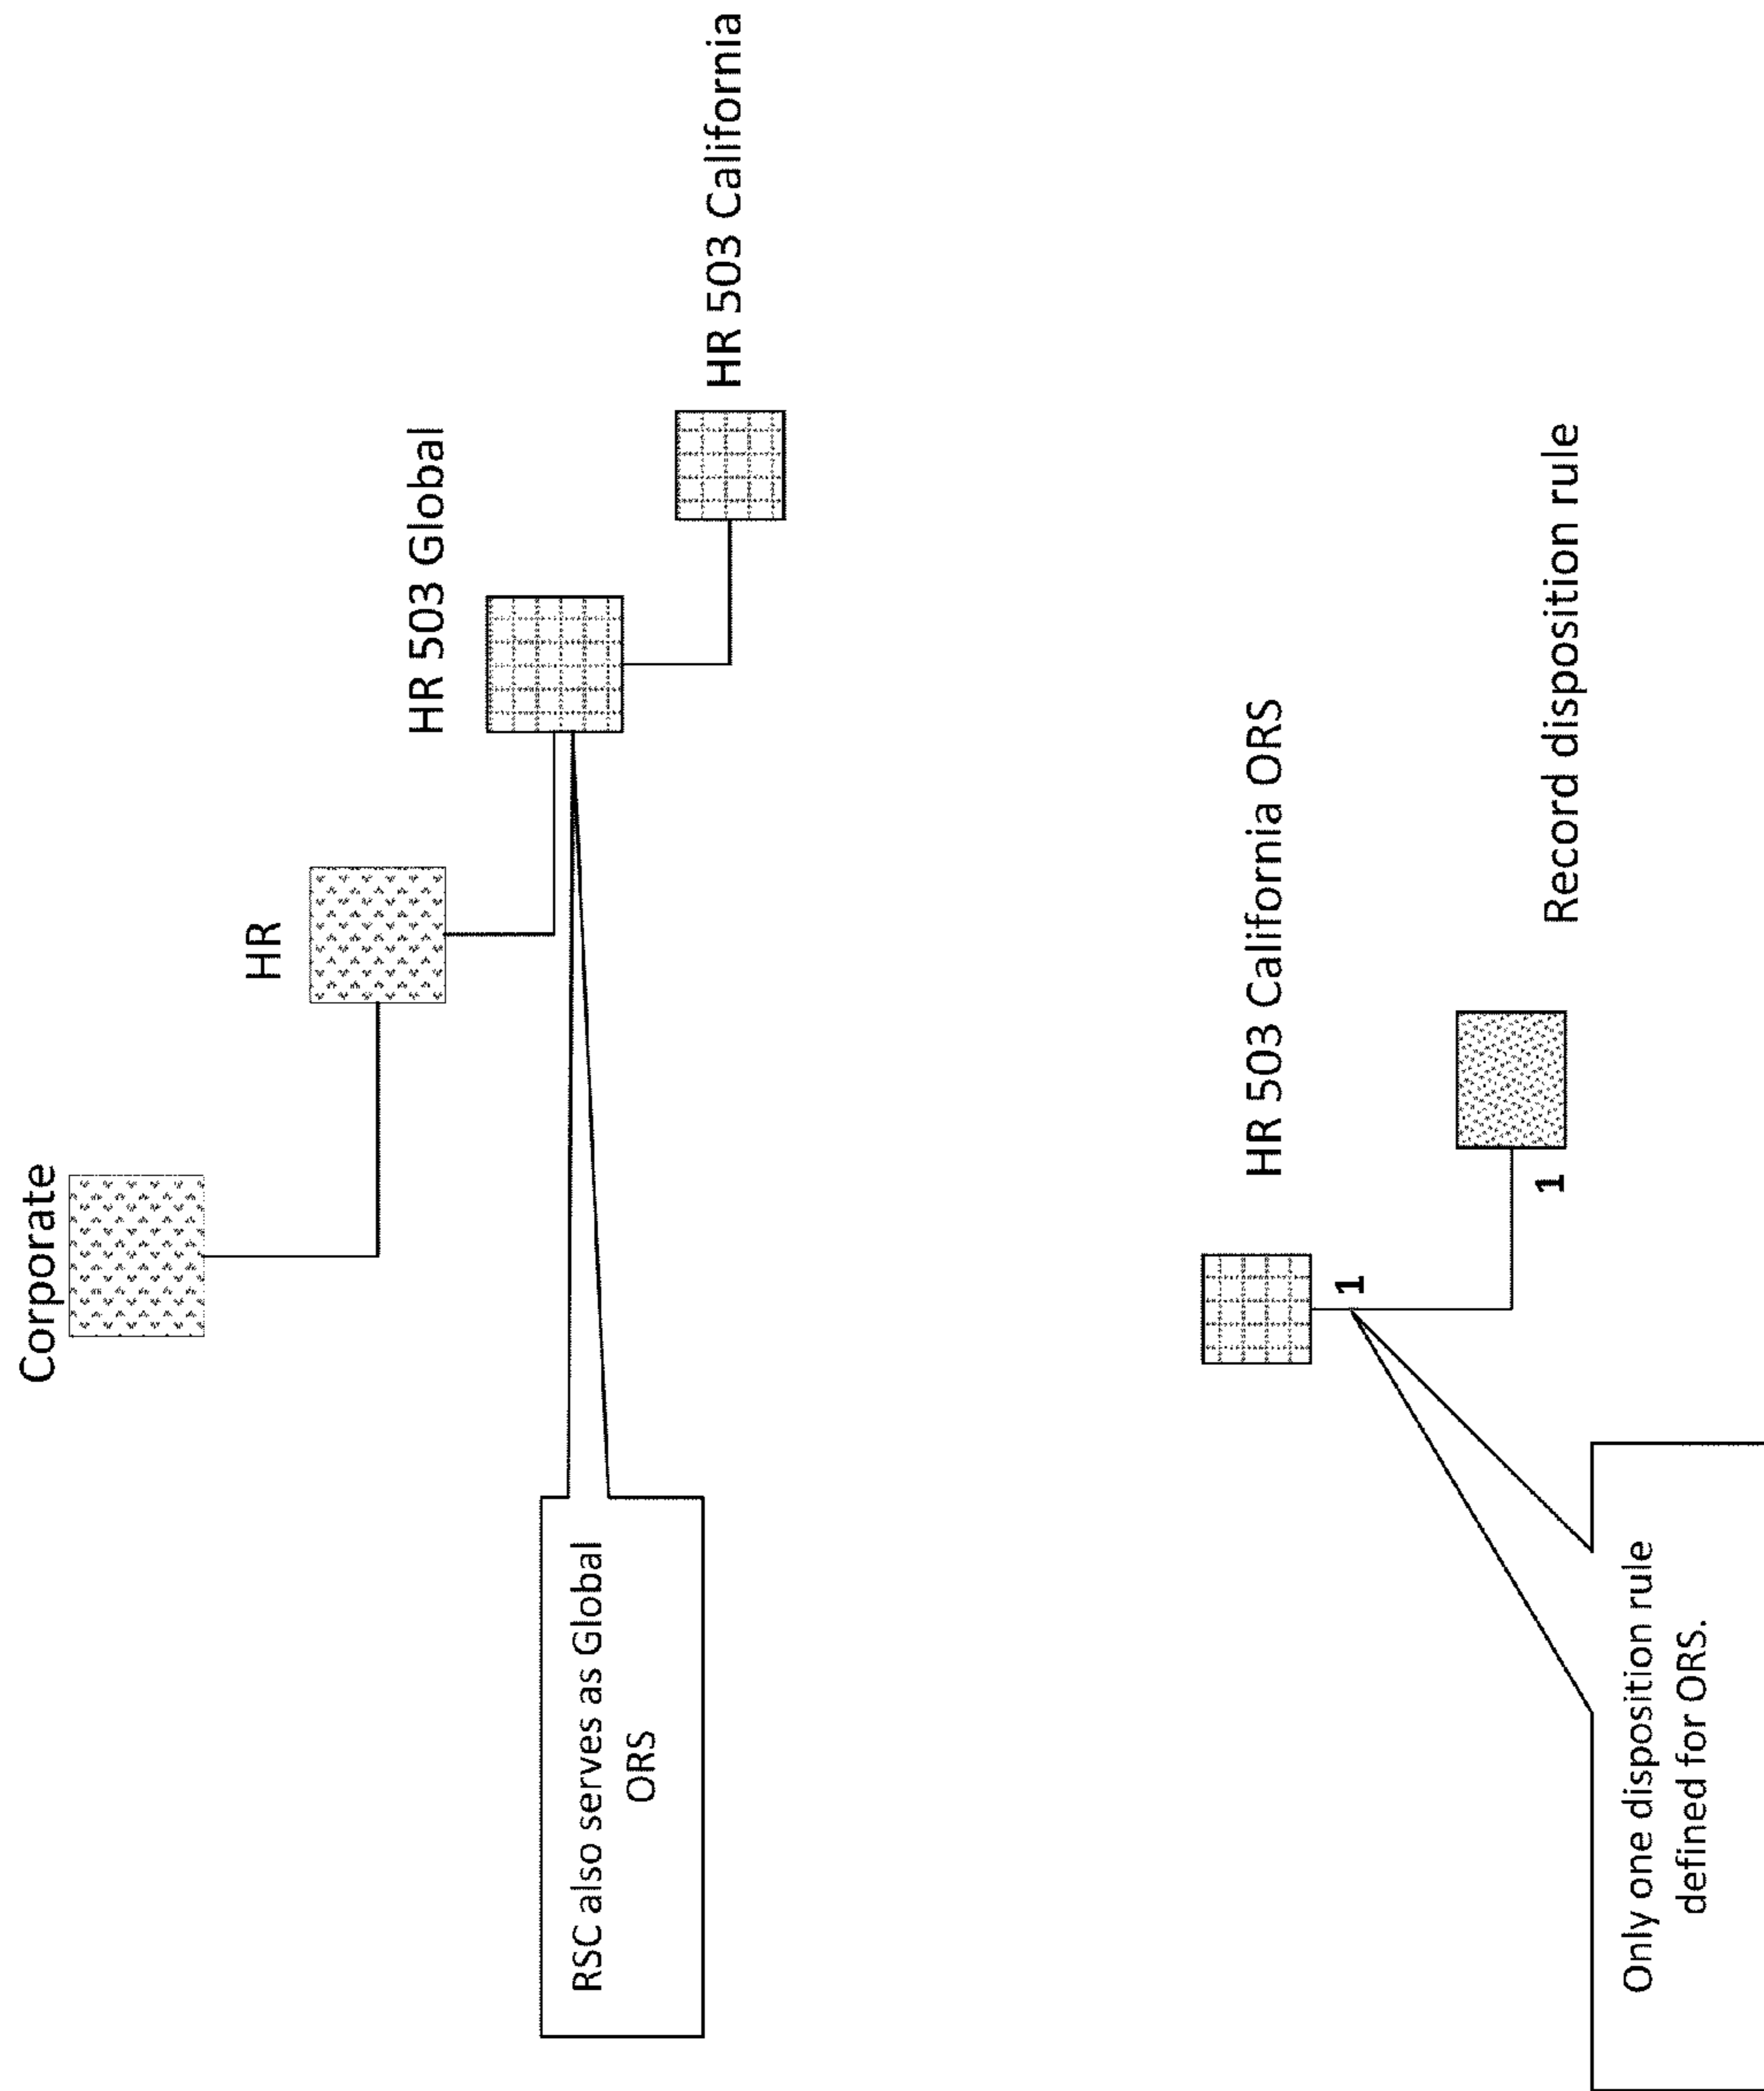 Corporate
HR
HR 503 Global
HR 503 California
RSC also serves as Global
ORS
HR 503 California ORS
1
1
Record disposition rule
Only one disposition rule
defined for ORS.